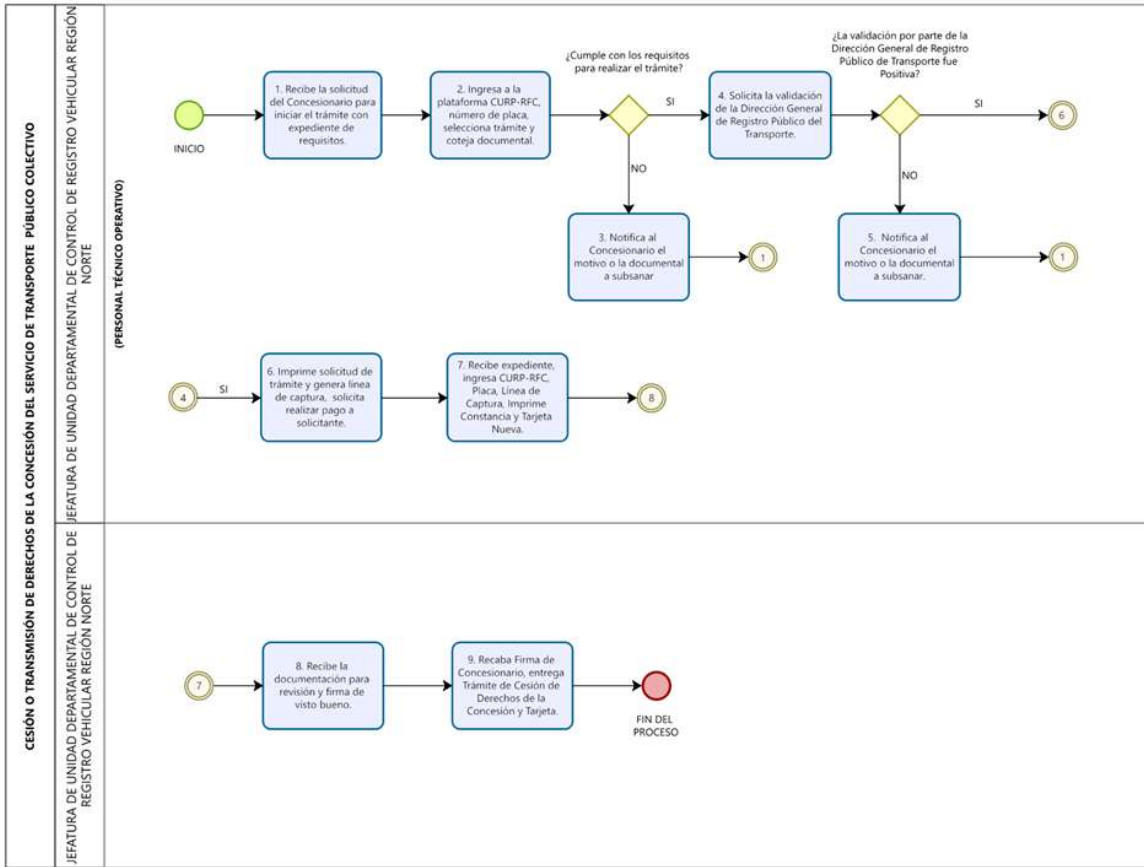 CESIÓN O TRANSMISIÓN DE DERECHOS DE LA CONCESIÓN DEL SERVICIO DE TRANSPORTE PÚBLICO COLECTIVO
JEFATURA DE UNIDAD DEPARTAMENTAL DE CONTROL DE REGISTRO VEHICULAR REGIÓN
NORTE
(PERSONAL TÉCNICO OPERATIVO)
INICIO
1. Recibe la solicitud
del Concesionario para
iniciar el trámite con
expediente de
requisitos.
2. Ingresa a la
plataforma CURP-RFC,
número de placa,
selecciona trámite y
coteja documental.
¿Cumple con los requisitos
para realizar el trámite?
SI
NO
3. Notifica al
Concesionario el
motivo o la documental
a subsanar
1
4. Solicita la validación
de la Dirección General
de Registro Público del
Transporte.
¿La validación por parte de la
Dirección General de Registro
Público de Transporte fue
Positiva?
SI
6
NO
5. Notifica al
Concesionario el
motivo o la documental
a subsanar.
1
4
SI
6. Imprime solicitud de
trámite y genera línea
de captura, solicita
realizar pago a
solicitante.
7. Recibe expediente,
ingresa CURP-RFC,
Placa, Línea de
Captura, Imprime
Constancia y Tarjeta
Nueva.
8
JEFATURA DE UNIDAD DEPARTAMENTAL DE CONTROL DE
REGISTRO VEHICULAR REGIÓN NORTE
7
8. Recibe la
documentación para
revisión y firma de
visto bueno.
9. Recaba Firma de
Concesionario, entrega
Trámite de Cesión de
Derechos de la
Concesión y Tarjeta.
FIN DEL
PROCESO